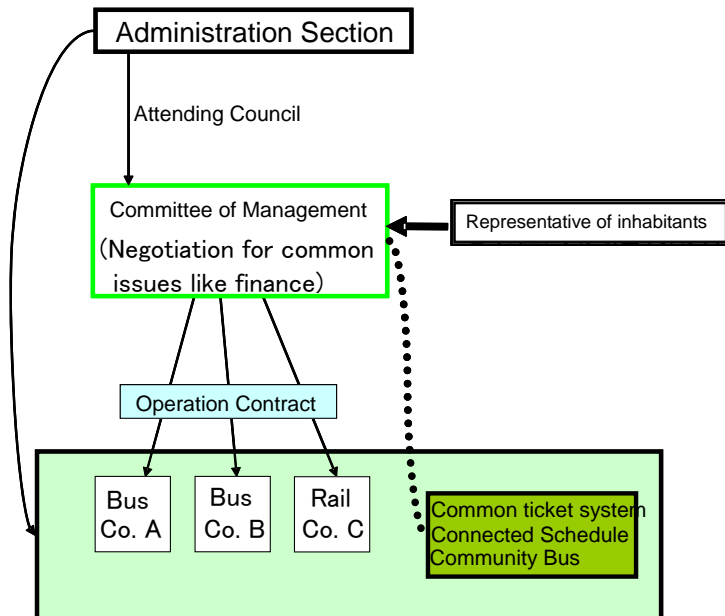 Administration Section
Attending Council
Committee of Management
(Negotiation for common
issues like finance)
Representative of inhabitants
Operation Contract
Bus
Co. A
Bus
Co. B
Rail
Co. C
Common ticket system
Connected Schedule
Community Bus